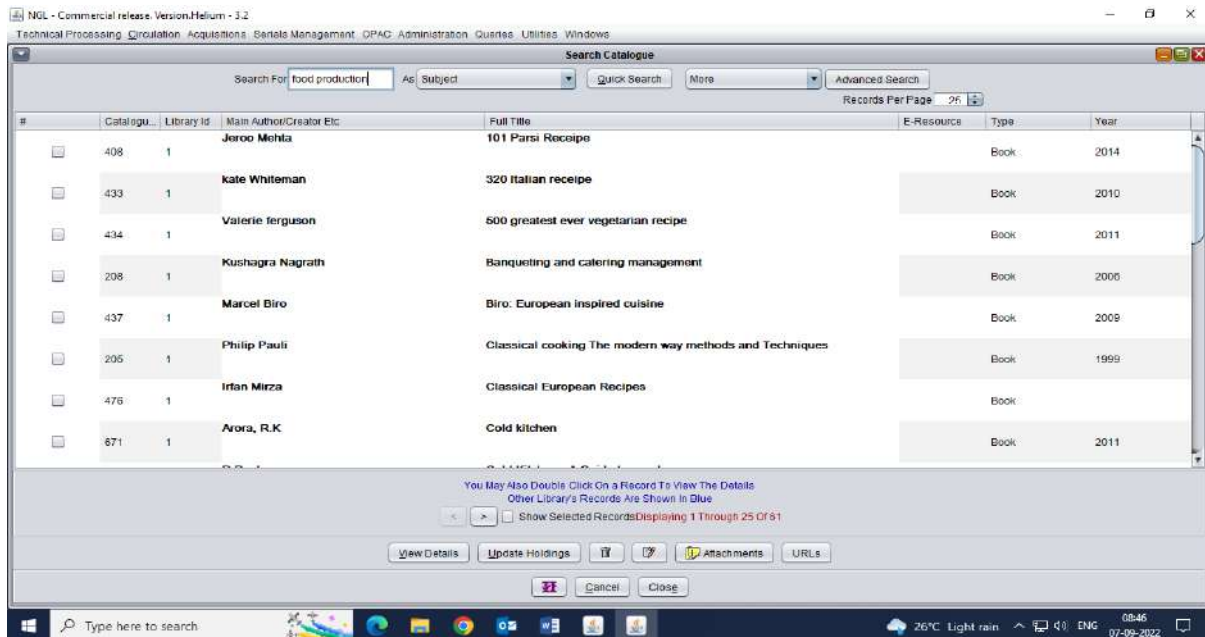 NGL - Commercial release. Version.Helium - 3.2
Technical Processing Circulation Acquisitions Serials Management OPAC Administration Queries Utilities Windows
Search Catalogue
Search For food production As Subject Quick Search More Advanced Search
Records Per Page 25
# Catalogu... Library Id Main Author/Creator Etc Full Title E-Resource Type Year
408 1 Jeroo Mehta 101 Parsi Receipe Book 2014
433 1 kate Whiteman 320 Italian receipe Book 2010
434 1 Valerie ferguson 500 greatest ever vegetarian recipe Book 2011
208 1 Kushagra Nagrath Banqueting and catering management Book 2006
437 1 Marcel Biro Biro: European inspired cuisine Book 2009
205 1 Philip Pauli Classical cooking The modern way methods and Techniques Book 1999
476 1 Irfan Mirza Classical European Recipes Book
671 1 Arora, R.K Cold kitchen Book 2011
You May Also Double Click On a Record To View The Details
Other Library's Records Are Shown In Blue
< > Show Selected Records Displaying 1 Through 25 Of 61
View Details Update Holdings Attachments URLs
Cancel Close
Type here to search 26°C Light rain ENG 08:46
07-09-2022